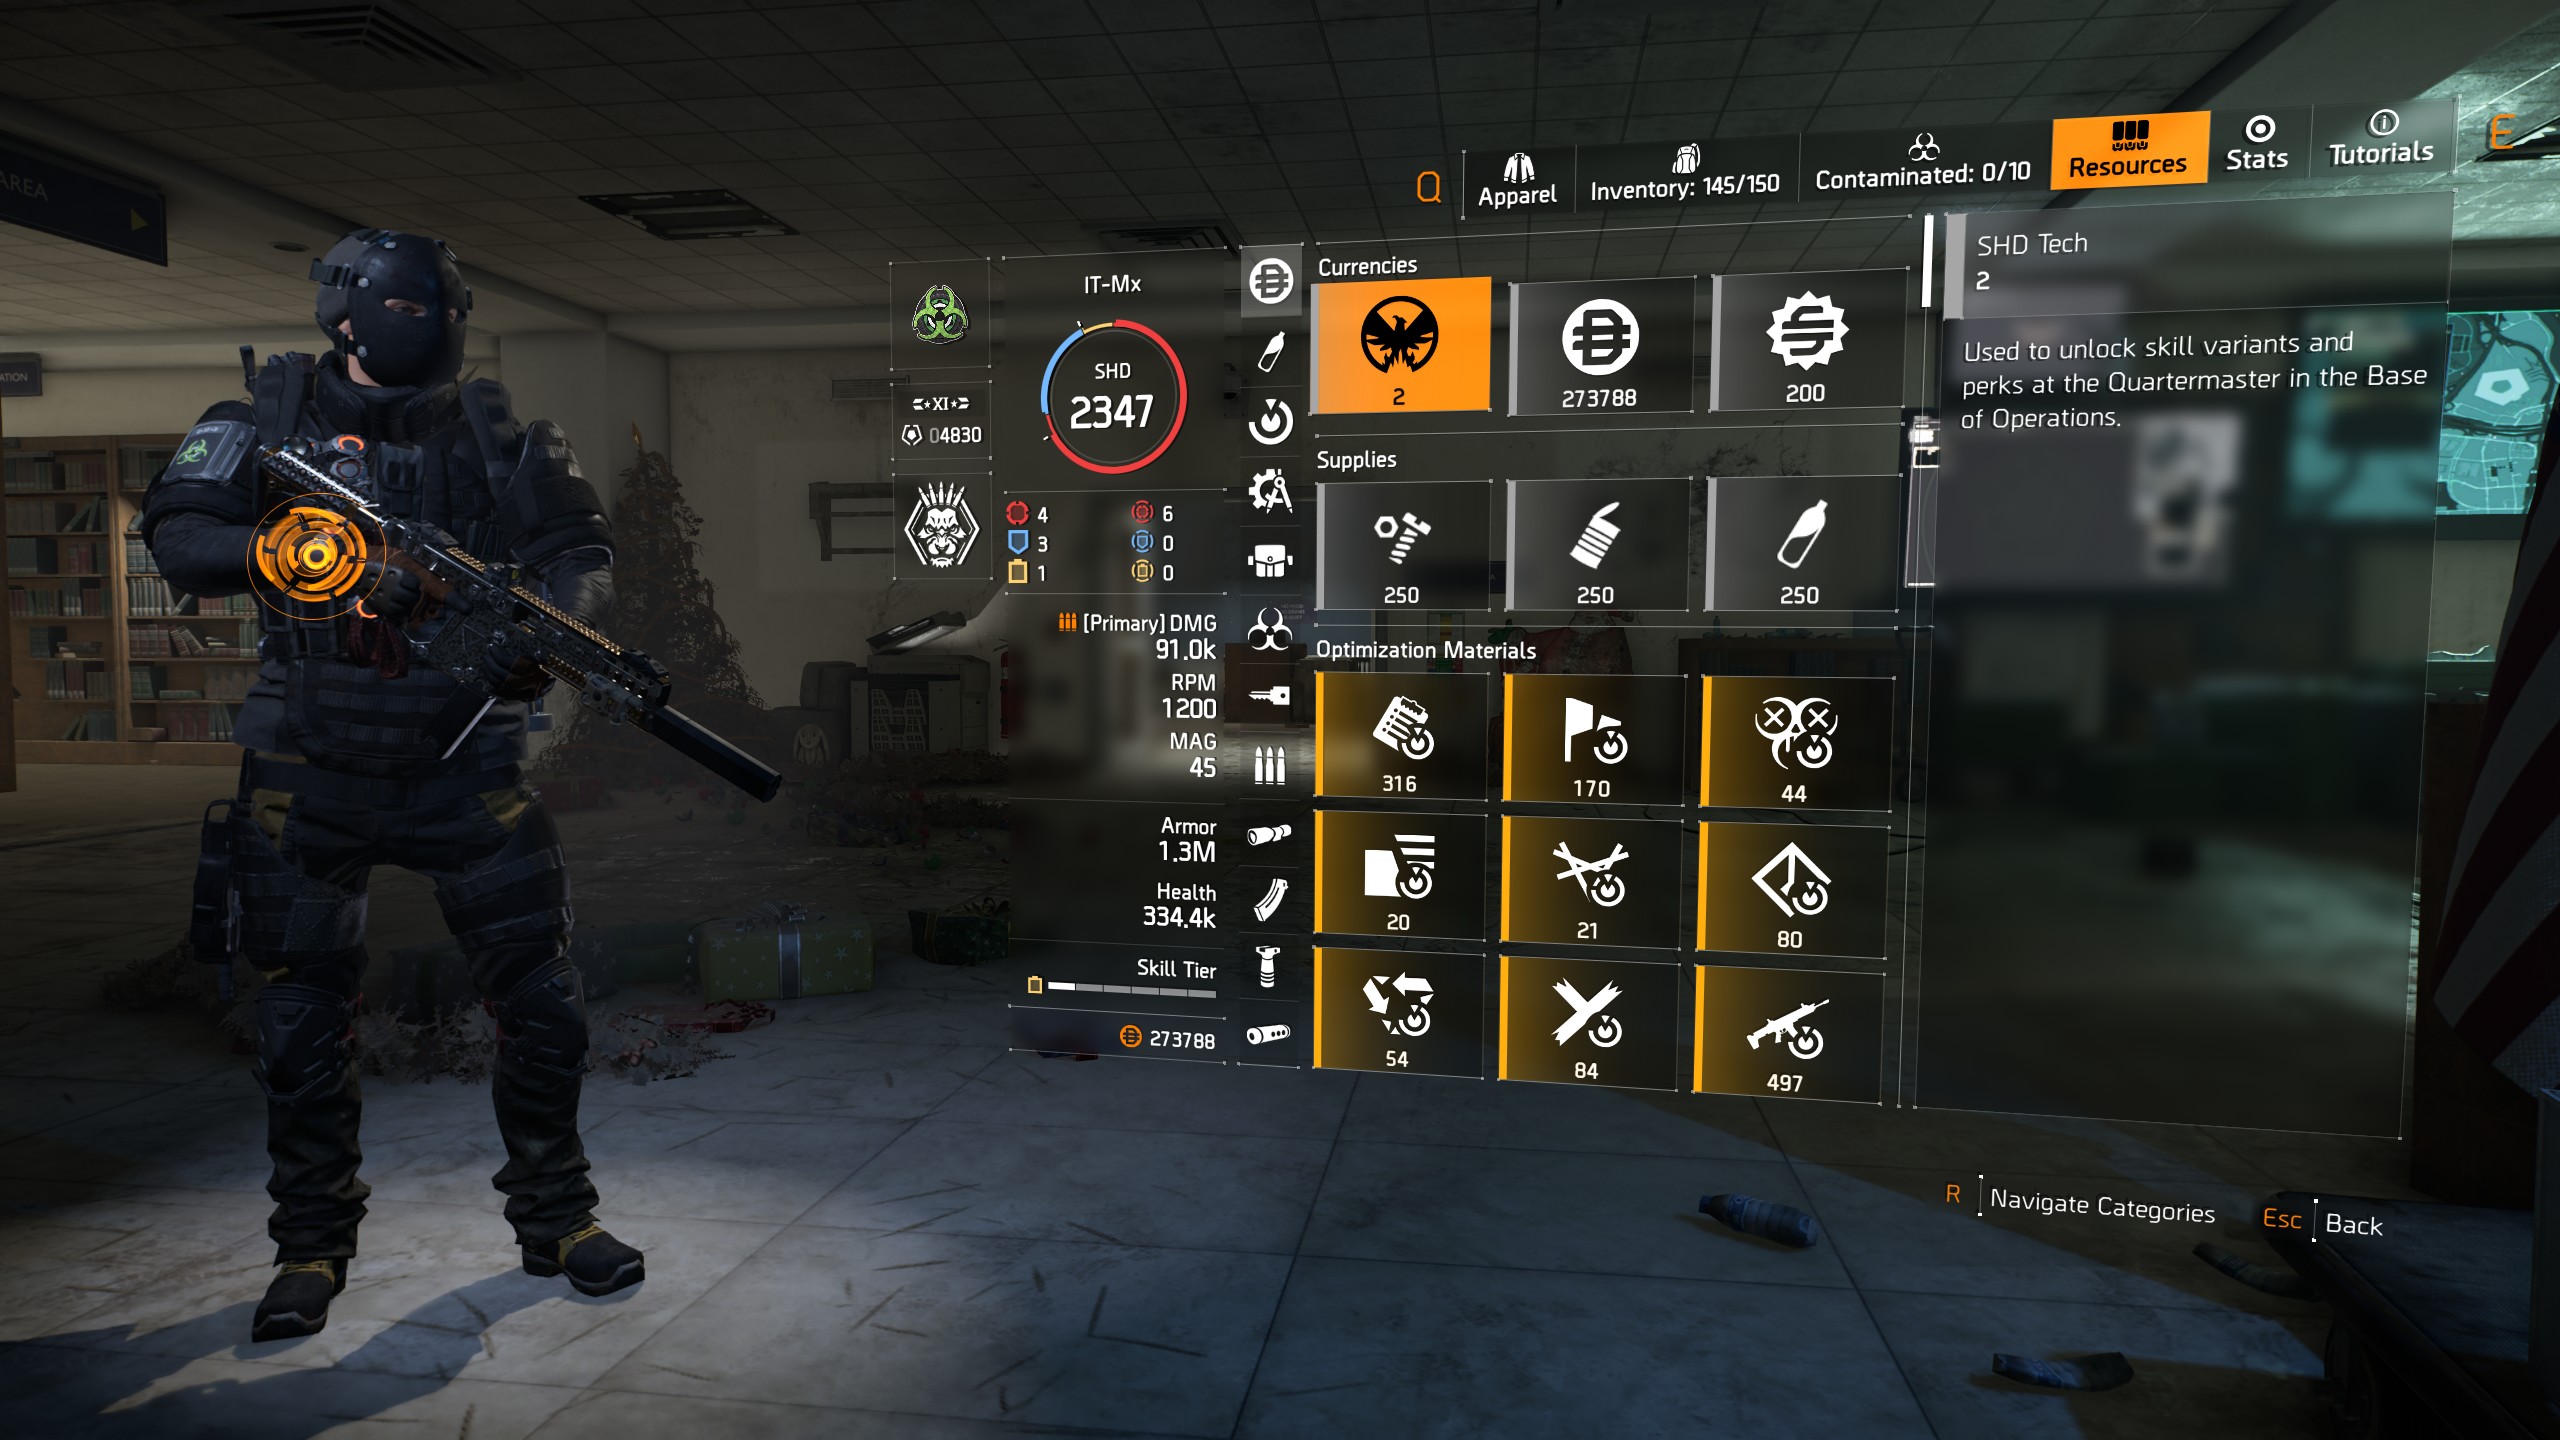 AREA
ATION
Q
Apparel
Inventory: 145/150
Contaminated: 0/10
Resources
Stats
Tutorials
E
IT-Mx
SHD
2347
XI
04830
4
6
3
0
1
0
[Primary] DMG
91.0k
RPM
1200
MAG
45
Armor
1.3M
Health
334.4k
Skill Tier
273788
Currencies
2
273788
200
Supplies
250
250
250
Optimization Materials
316
170
44
20
21
80
54
84
497
SHD Tech
2
Used to unlock skill variants and
perks at the Quartermaster in the Base
of Operations.
R
Navigate Categories
Esc
Back